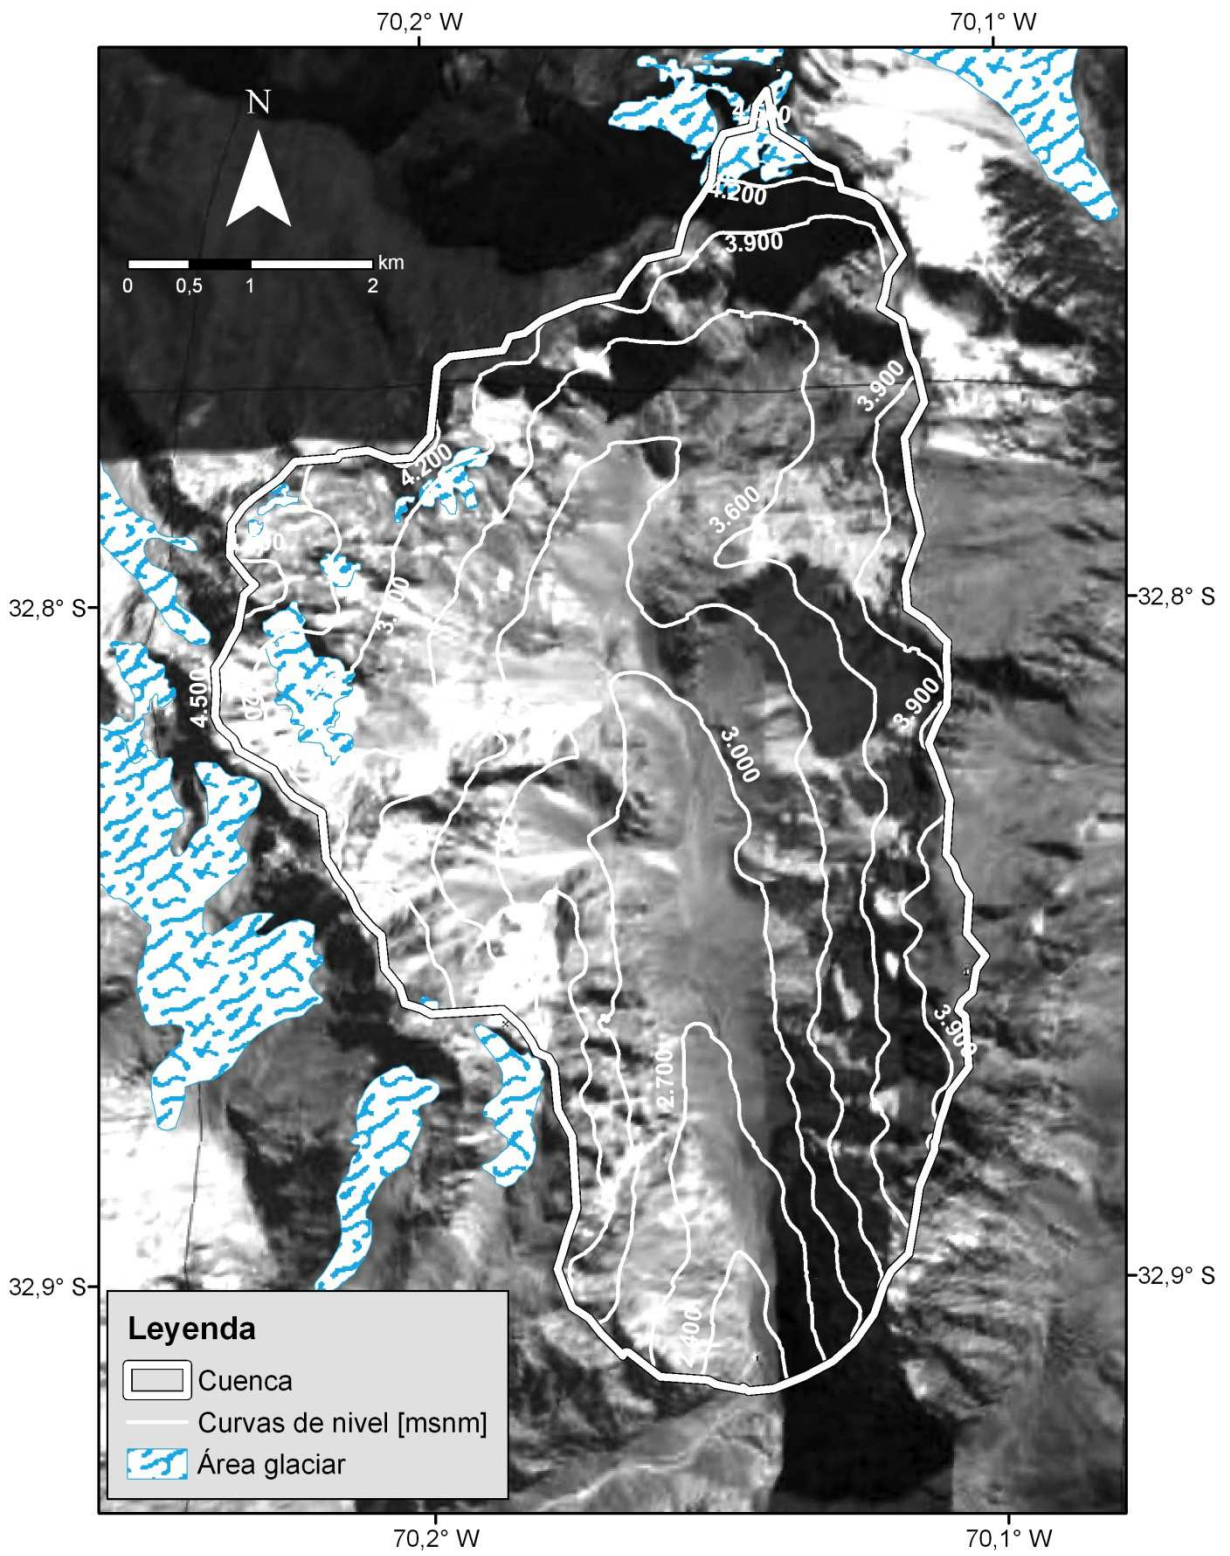 70,2° W
70,1° W
N
4.200
3.900
km
0
0,5
1
2
3.900
4.200
3.600
32,8° S
32,8° S
4.500
3.900
3.000
3.900
2.700
32,9° S
32,9° S
2.400
Leyenda
Cuenca
Curvas de nivel [msnm]
Área glaciar
70,2° W
70,1° W